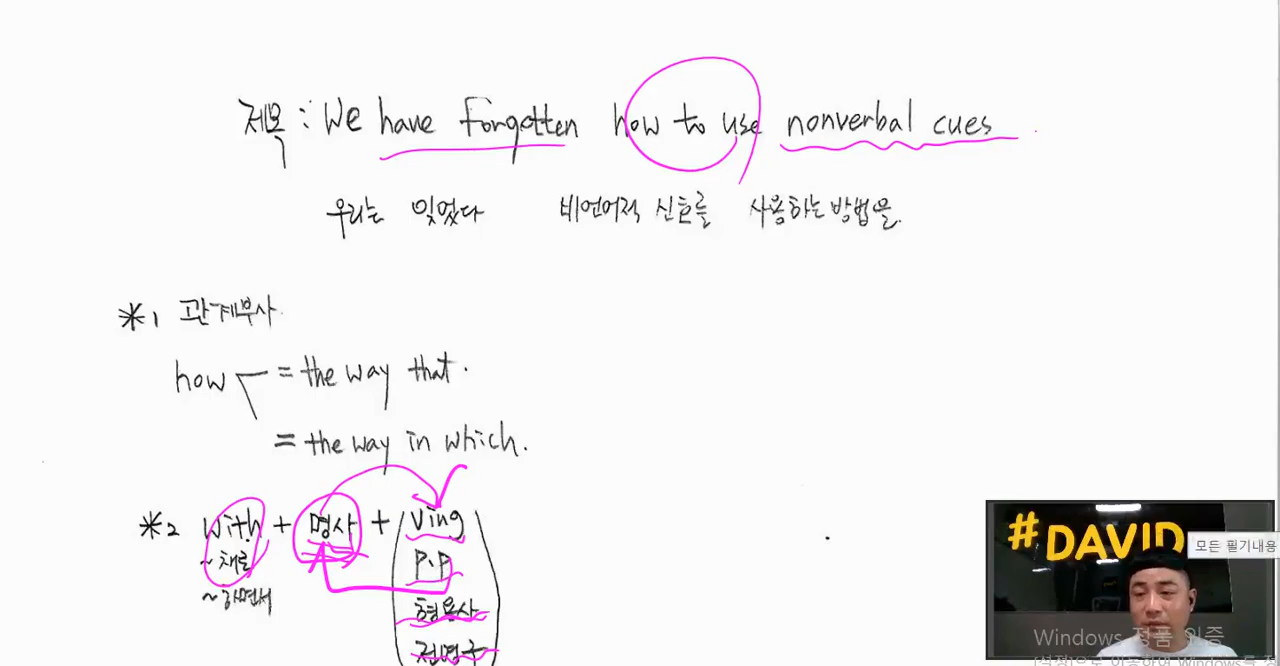 제목 : We have forgotten how to use nonverbal cues
우리는 잊었다 비언어적 신호를 사용하는 방법을.
*1 관계부사.
how = the way that.
= the way in which.
*2 with + 명사 + Ving
~채로 P.P
~하면서 형용사
전명구
#DAVID
모든 필기내용
Windows 정품 인증